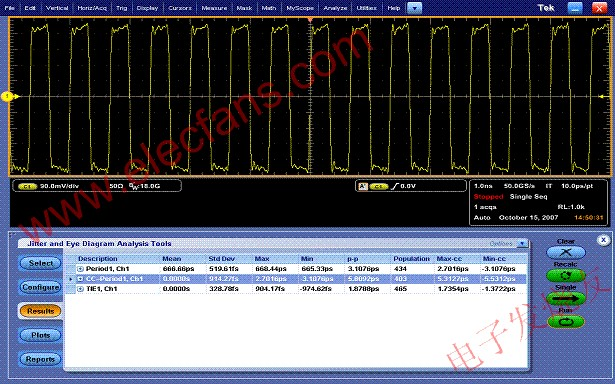 File Edit Vertical Horiz/Acq Trig Display Cursors Measure Mask Math MyScope Analyze Utilities Help Tek
www.elecfans.com
1
C1 90.0mV/div 50Ω BW:18.0G
A' C1 0.0V
1.0ns 50.0GS/s IT 10.0ps/pt
Stopped Single Seq
1 acqs RL:1.0k
Auto October 15, 2007 14:50:31
Jitter and Eye Diagram Analysis Tools Options
Description Mean Std Dev Max Min p-p Population Max-cc Min-cc
Period1, Ch1 666.66ps 519.61fs 668.44ps 665.33ps 3.1076ps 434 2.7016ps -3.1076ps
CC-Period1, Ch1 0.0000s 914.27fs 2.7016ps -3.1076ps 5.8092ps 403 5.3127ps -5.5312ps
TIE1, Ch1 0.0000s 328.78fs 904.17fs -974.62fs 1.8788ps 465 1.7354ps -1.3722ps
Select
Configure
Results
Plots
Reports
Clear
Recalc
Single
Run
电子发烧友